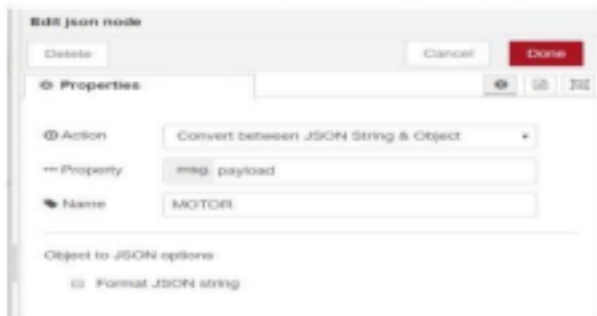 Edit json node
Delete
Cancel
Done
Properties
Action
Convert between JSON String & Object
Property
msg. payload
Name
MOTOR
Object to JSON options
Format JSON string